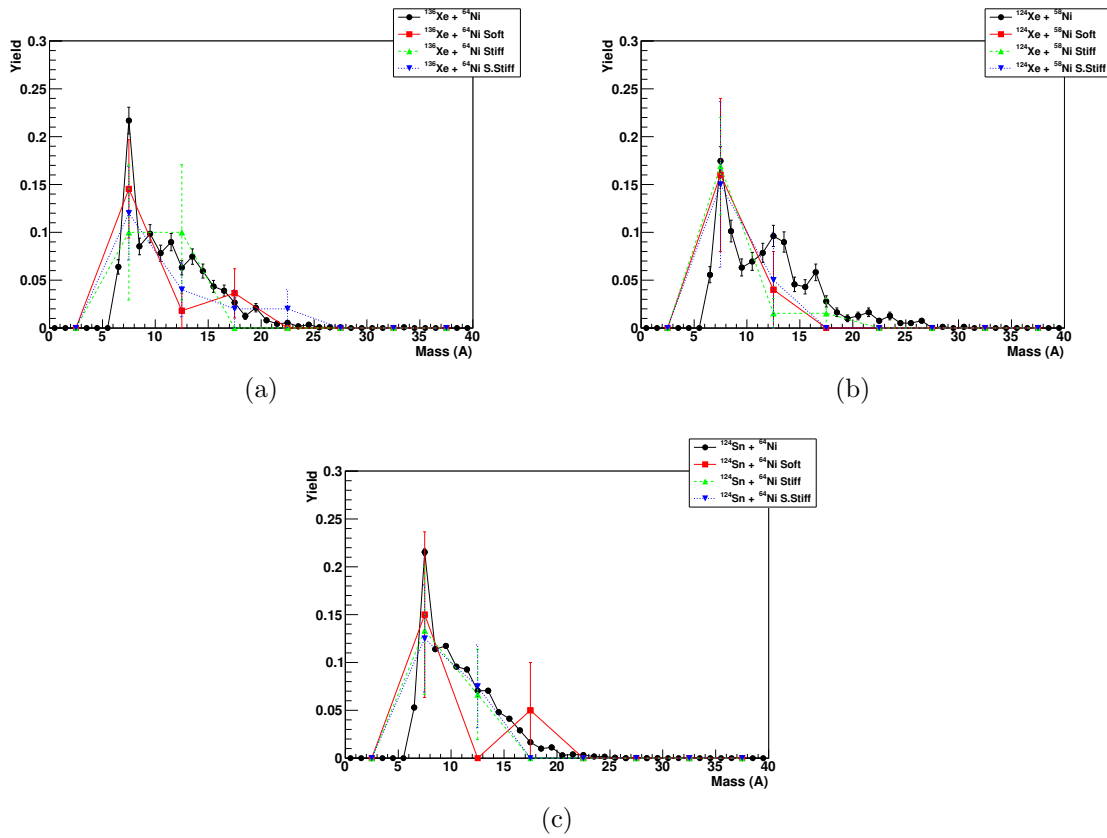 ¹³⁶Xe + ⁶⁴Ni
¹³⁶Xe + ⁶⁴Ni Soft
¹³⁶Xe + ⁶⁴Ni Stiff
¹³⁶Xe + ⁶⁴Ni S.Stiff
Yield
0.3
0.25
0.2
0.15
0.1
0.05
0
0 5 10 15 20 25 30 35 40
Mass (A)
(a)
¹²⁴Xe + ⁵⁸Ni
¹²⁴Xe + ⁵⁸Ni Soft
¹²⁴Xe + ⁵⁸Ni Stiff
¹²⁴Xe + ⁵⁸Ni S.Stiff
Yield
0.3
0.25
0.2
0.15
0.1
0.05
0
0 5 10 15 20 25 30 35 40
Mass (A)
(b)
¹²⁴Sn + ⁶⁴Ni
¹²⁴Sn + ⁶⁴Ni Soft
¹²⁴Sn + ⁶⁴Ni Stiff
¹²⁴Sn + ⁶⁴Ni S.Stiff
Yield
0.3
0.25
0.2
0.15
0.1
0.05
0
0 5 10 15 20 25 30 35 40
Mass (A)
(c)